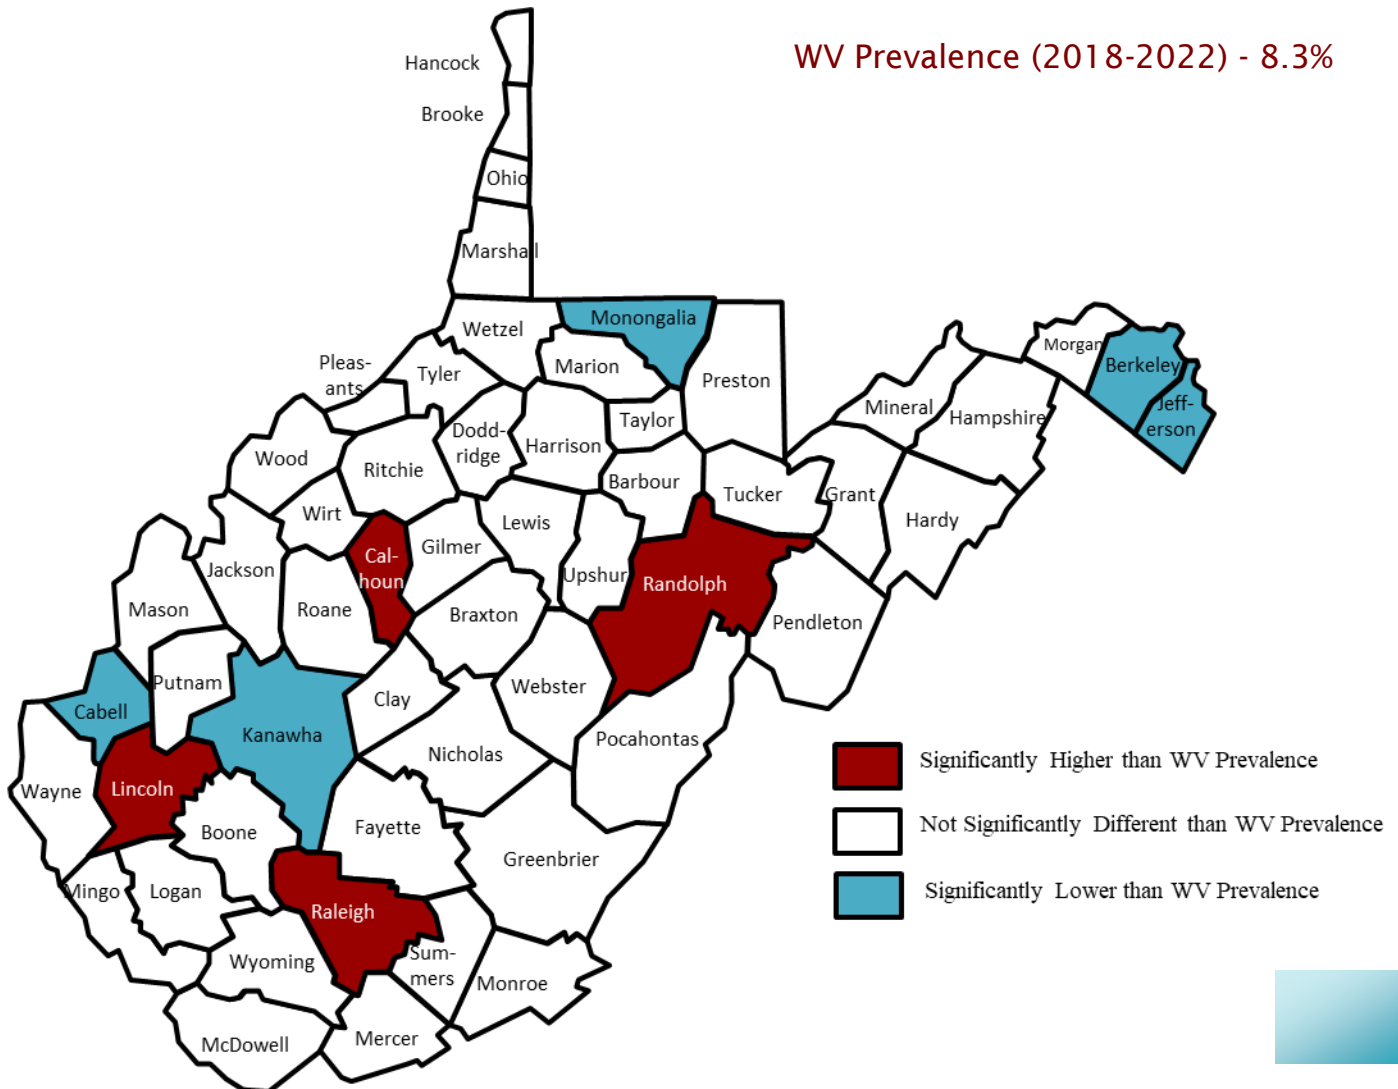 WV Prevalence (2018-2022) - 8.3%
Hancock
Brooke
Ohio
Marshall
Wetzel
Monongalia
Marion
Preston
Pleas-
ants
Tyler
Morgan
Berkeley
Jeff-
erson
Mineral
Hampshire
Taylor
Dodd-
ridge
Harrison
Wood
Ritchie
Barbour
Tucker
Grant
Hardy
Wirt
Lewis
Cal-
houn
Gilmer
Jackson
Upshur
Randolph
Mason
Roane
Braxton
Pendleton
Putnam
Clay
Webster
Cabell
Kanawha
Nicholas
Pocahontas
Wayne
Lincoln
Boone
Fayette
Greenbrier
Mingo
Logan
Raleigh
Wyoming
Sum-
mers
Monroe
McDowell
Mercer
Significantly Higher than WV Prevalence
Not Significantly Different than WV Prevalence
Significantly Lower than WV Prevalence